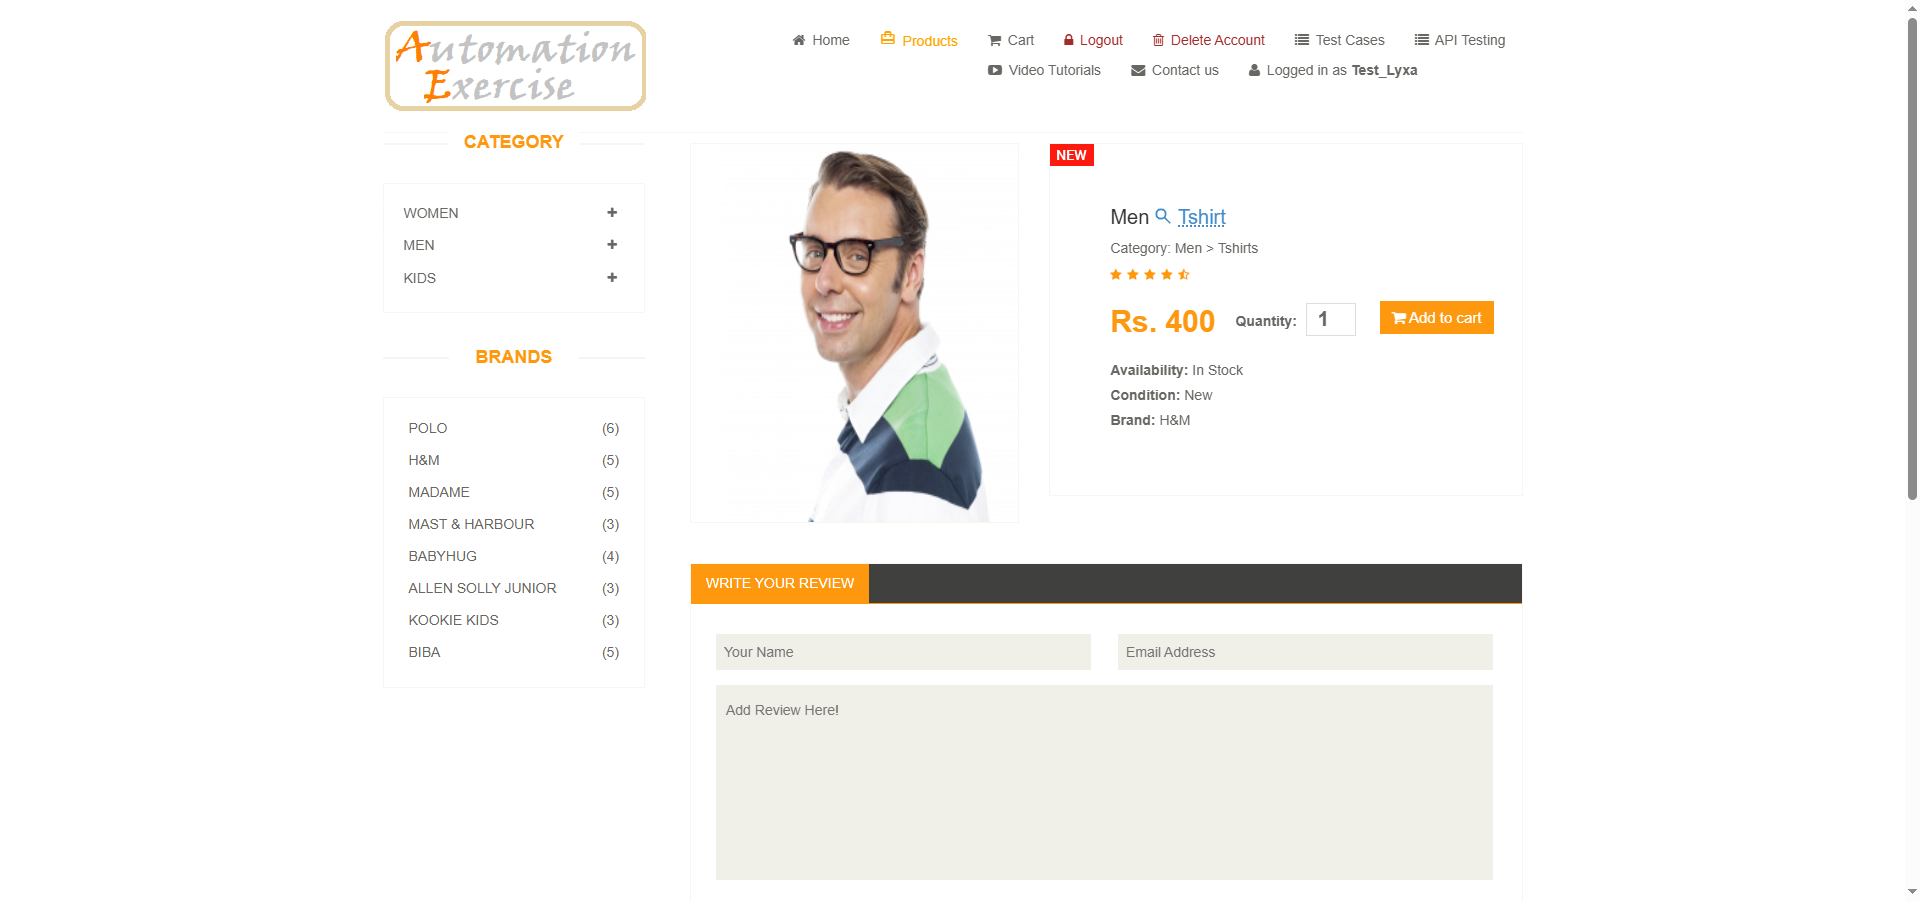 Automation
Exercise
Home
Products
Cart
Logout
Delete Account
Test Cases
API Testing
Video Tutorials
Contact us
Logged in as Test_Lyxa
CATEGORY
WOMEN
MEN
KIDS
BRANDS
POLO (6)
H&M (5)
MADAME (5)
MAST & HARBOUR (3)
BABYHUG (4)
ALLEN SOLLY JUNIOR (3)
KOOKIE KIDS (3)
BIBA (5)
NEW
Men Tshirt
Category: Men > Tshirts
Rs. 400 Quantity: 1 Add to cart
Availability: In Stock
Condition: New
Brand: H&M
WRITE YOUR REVIEW
Your Name
Email Address
Add Review Here!